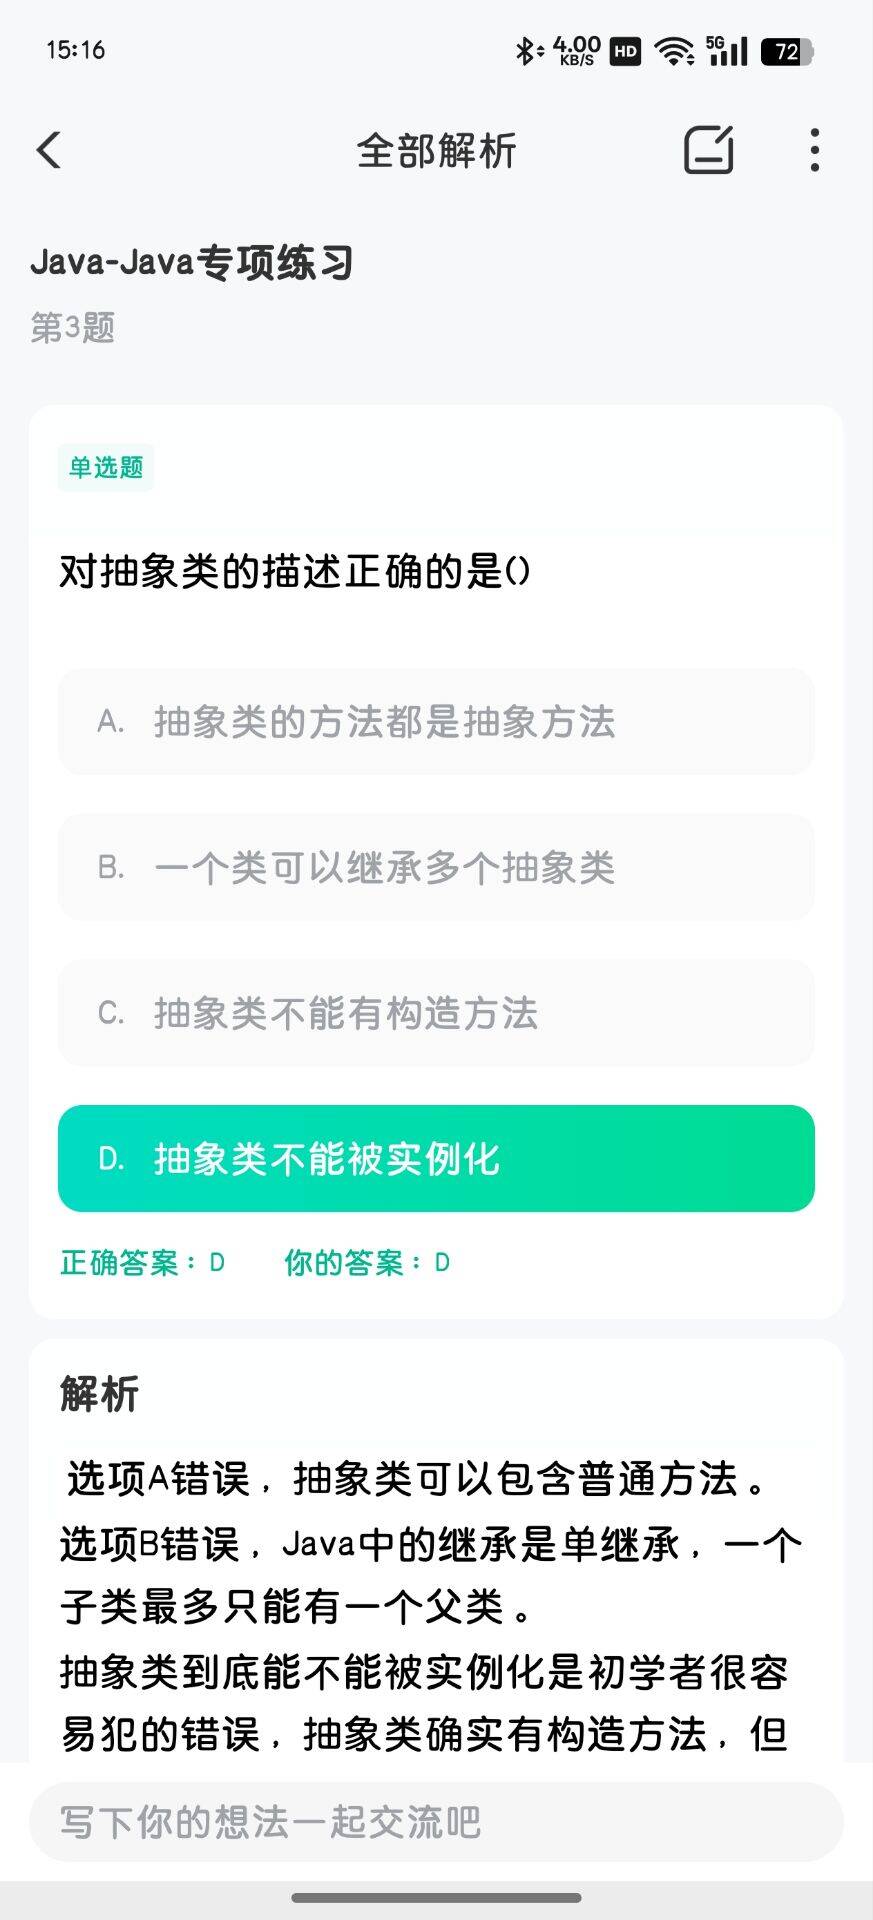 15:16
4.00 KB/S HD 5G 72
全部解析
Java-Java专项练习
第3题
单选题
对抽象类的描述正确的是()
A. 抽象类的方法都是抽象方法
B. 一个类可以继承多个抽象类
C. 抽象类不能有构造方法
D. 抽象类不能被实例化
正确答案：D 你的答案：D
解析
选项A错误，抽象类可以包含普通方法。
选项B错误，Java中的继承是单继承，一个
子类最多只能有一个父类。
抽象类到底能不能被实例化是初学者很容
易犯的错误，抽象类确实有构造方法，但
写下你的想法一起交流吧